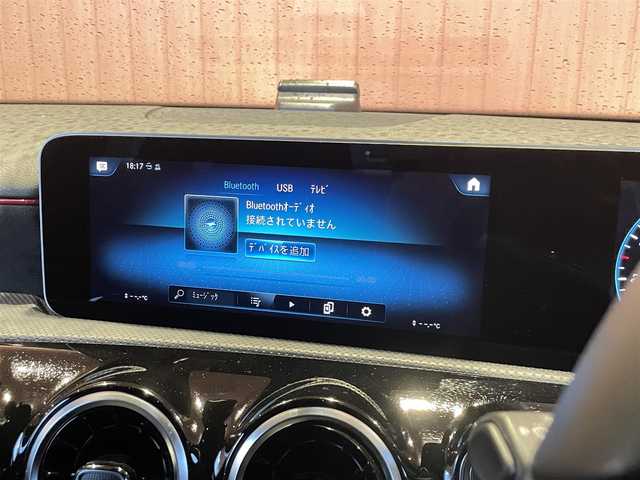 18:17
Bluetooth USB ﾃﾚﾋﾞ
Bluetoothｵｰﾃﾞｨｵ
接続されていません
ﾃﾞﾊﾞｲｽを追加
ﾐｭｰｼﾞｯｸ
--.-℃
--.-℃